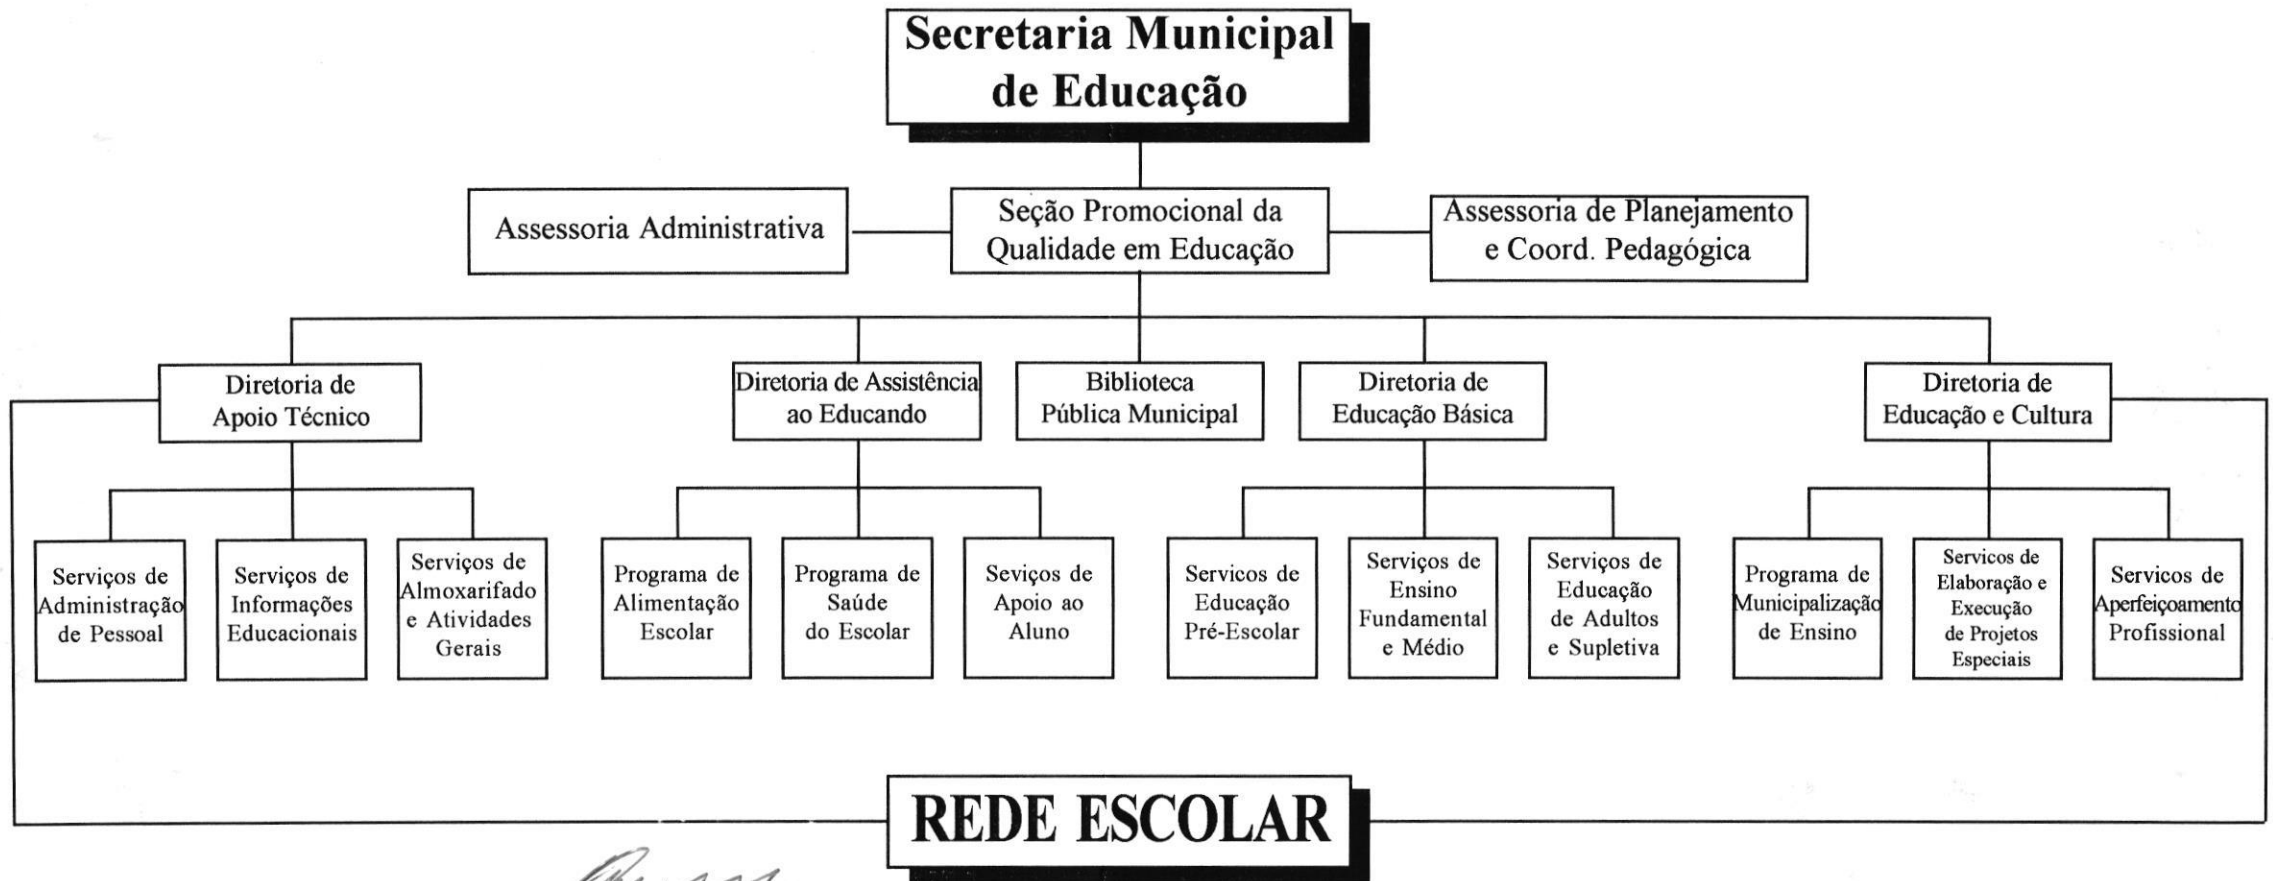 Secretaria Municipal
de Educação
Assessoria Administrativa
Seção Promocional da
Qualidade em Educação
Assessoria de Planejamento
e Coord. Pedagógica
Diretoria de
Apoio Técnico
Diretoria de Assistência
ao Educando
Biblioteca
Pública Municipal
Diretoria de
Educação Básica
Diretoria de
Educação e Cultura
Serviços de
Administração
de Pessoal
Serviços de
Informações
Educacionais
Serviços de
Almoxarifado
e Atividades
Gerais
Programa de
Alimentação
Escolar
Programa de
Saúde
do Escolar
Seviços de
Apoio ao
Aluno
Servicos de
Educação
Pré-Escolar
Serviços de
Ensino
Fundamental
e Médio
Serviços de
Educação
de Adultos
e Supletiva
Programa de
Municipalização
de Ensino
Servicos de
Elaboração e
Execução
de Projetos
Especiais
Servicos de
Aperfeiçoamento
Profissional
REDE ESCOLAR